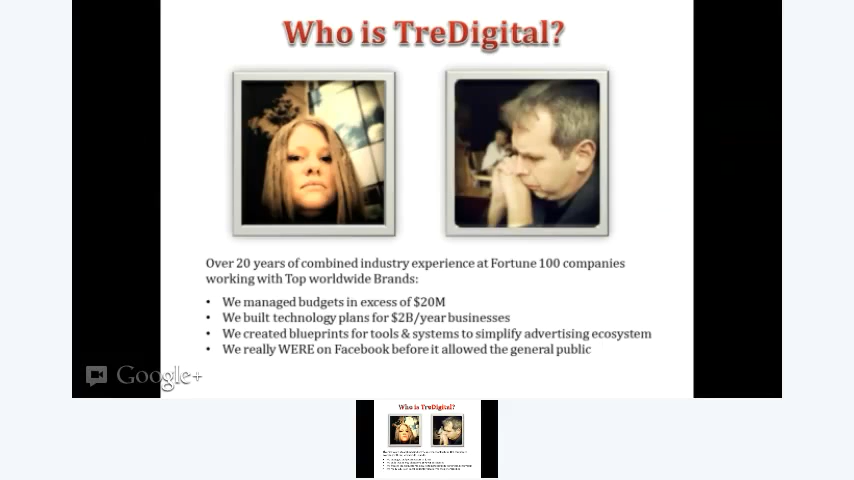 Who is TreDigital?
Over 20 years of combined industry experience at Fortune 100 companies
working with Top worldwide Brands:
• We managed budgets in excess of $20M
• We built technology plans for $2B/year businesses
• We created blueprints for tools & systems to simplify advertising ecosystem
• We really WERE on Facebook before it allowed the general public
Google+
Who is TreDigital?